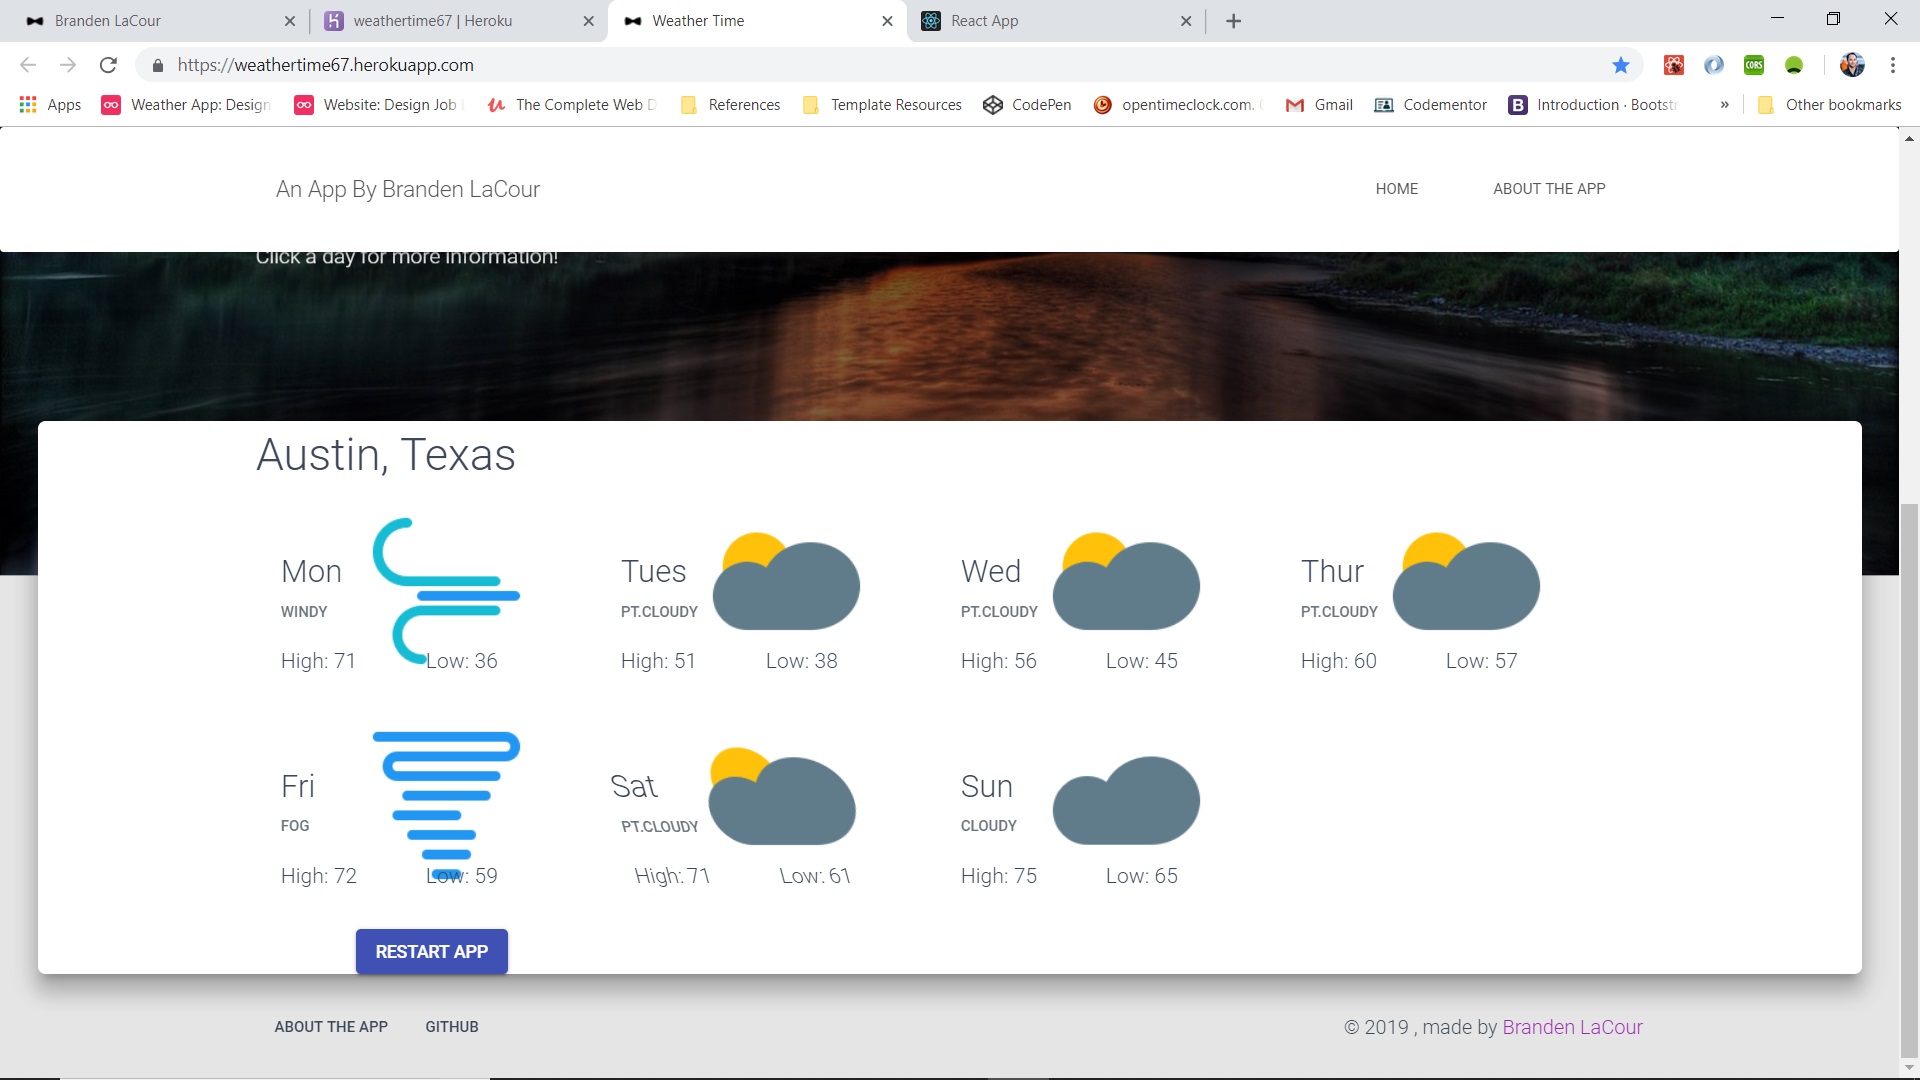 Branden LaCour
weathertime67 | Heroku
Weather Time
React App
https://weathertime67.herokuapp.com
Apps
Weather App: Design
Website: Design Job
The Complete Web D
References
Template Resources
CodePen
opentimeclock.com.
Gmail
Codementor
Introduction · Bootst
»
Other bookmarks
CORS
An App By Branden LaCour
HOME
ABOUT THE APP
Click a day for more information!
Austin, Texas
Mon
WINDY
High: 71 Low: 36
Tues
PT.CLOUDY
High: 51 Low: 38
Wed
PT.CLOUDY
High: 56 Low: 45
Thur
PT.CLOUDY
High: 60 Low: 57
Fri
FOG
High: 72 Low: 59
Sat
PT.CLOUDY
High: 71 Low: 61
Sun
CLOUDY
High: 75 Low: 65
RESTART APP
ABOUT THE APP
GITHUB
© 2019 , made by Branden LaCour